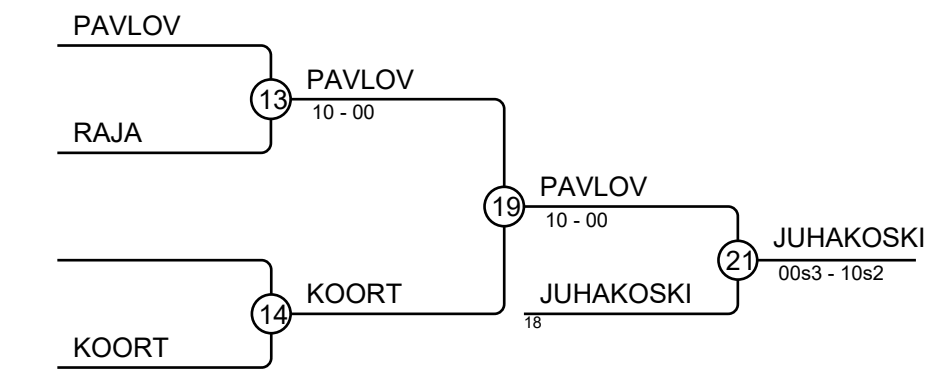 PAVLOV
13
PAVLOV
10 - 00
RAJA
19
PAVLOV
10 - 00
21
JUHAKOSKI
00s3 - 10s2
14
KOORT
JUHAKOSKI
18
KOORT